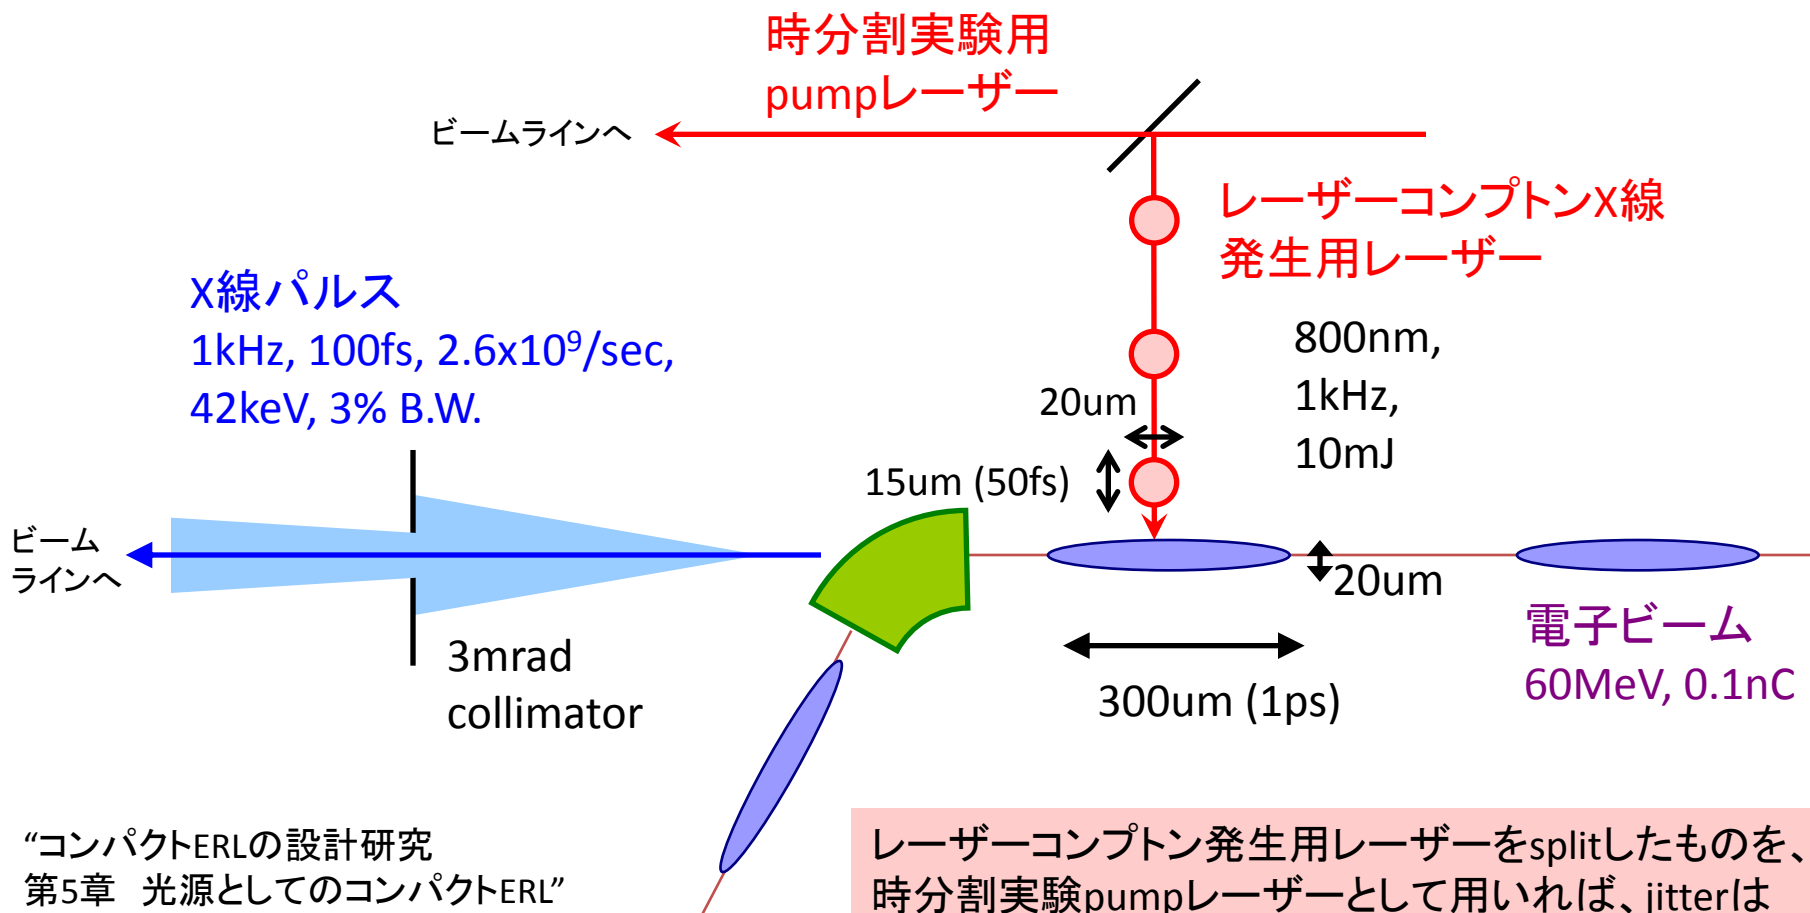 時分割実験用
pumpレーザー
ビームラインへ
レーザーコンプトンX線
発生用レーザー
X線パルス
1kHz, 100fs, 2.6x10⁹/sec,
42keV, 3% B.W.
800nm,
1kHz,
10mJ
20um
15um (50fs)
ビーム
ラインへ
20um
3mrad
collimator
300um (1ps)
電子ビーム
60MeV, 0.1nC
“コンパクトERLの設計研究
第5章 光源としてのコンパクトERL”
レーザーコンプトン発生用レーザーをsplitしたものを、
時分割実験pumpレーザーとして用いれば、jitterは